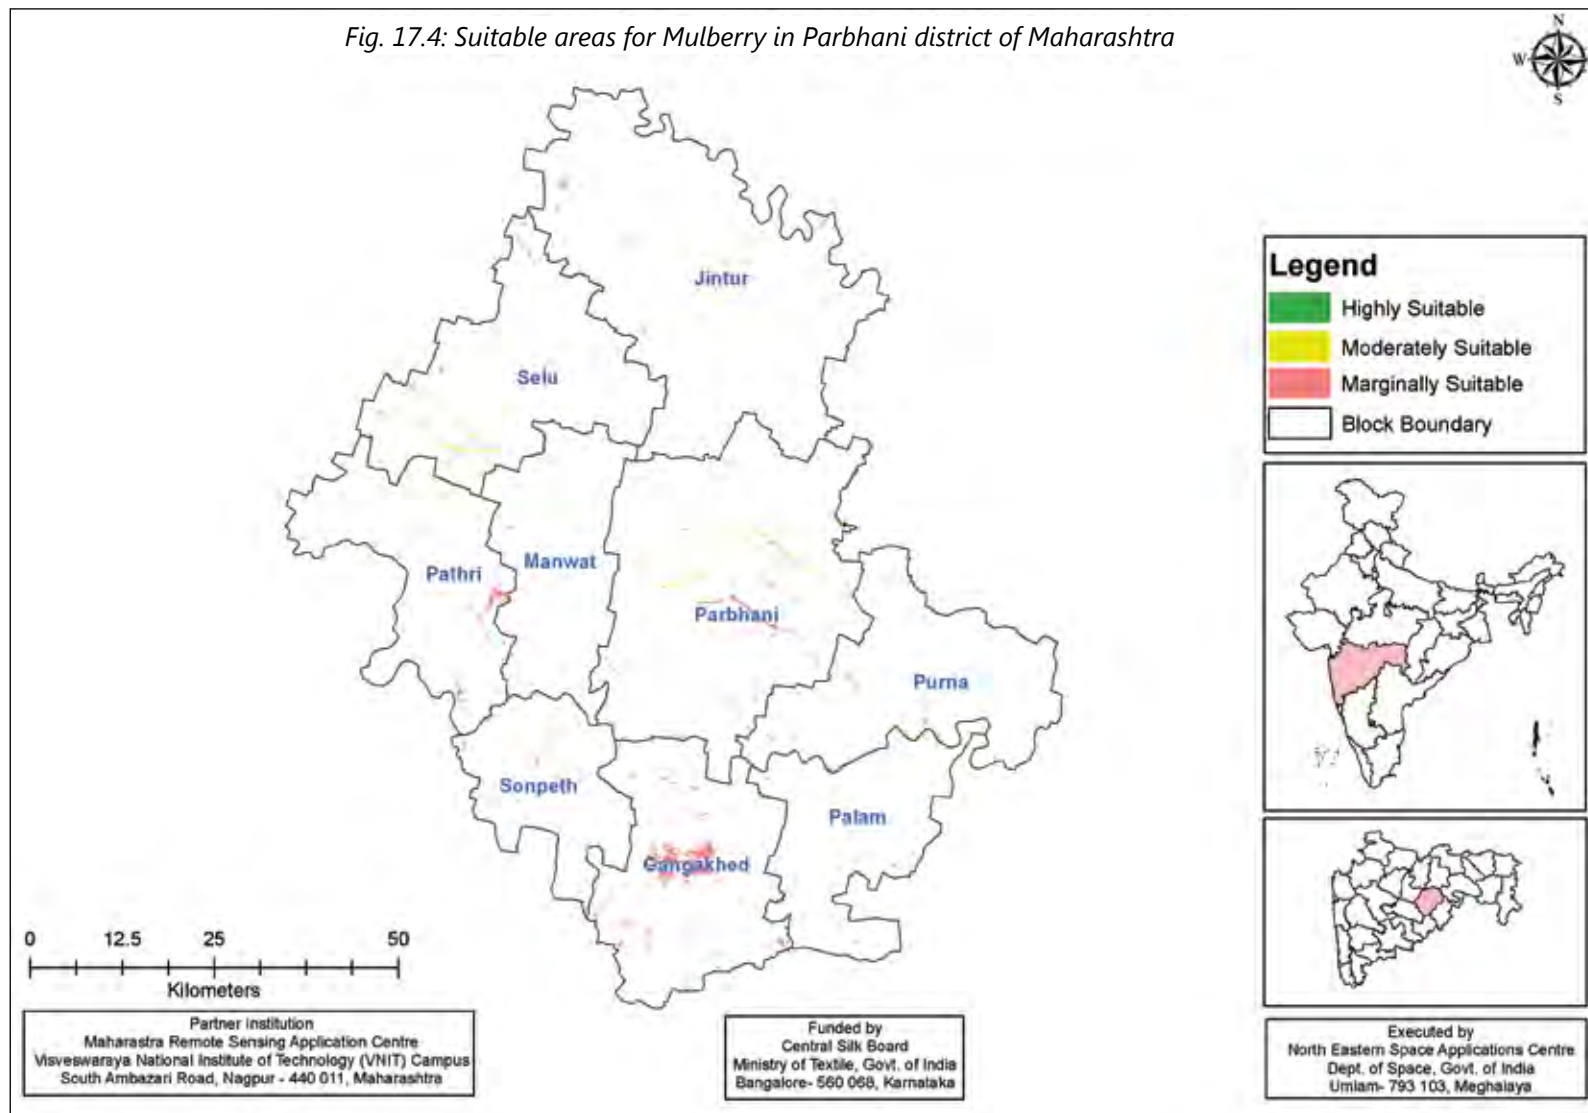 Fig. 17.4: Suitable areas for Mulberry in Parbhani district of Maharashtra
N
W
S
Jintur
Selu
Pathri
Manwat
Parbhani
Purna
Sonpeth
Gangakhed
Palam
Legend
Highly Suitable
Moderately Suitable
Marginally Suitable
Block Boundary
0 12.5 25 50
Kilometers
Partner Institution
Maharastra Remote Sensing Application Centre
Visveswaraya National Institute of Technology (VNIT) Campus
South Ambazari Road, Nagpur - 440 011, Maharashtra
Funded by
Central Silk Board
Ministry of Textile, Govt. of India
Bangalore- 560 068, Karnataka
Executed by
North Eastern Space Applications Centre
Dept. of Space, Govt. of India
Umiam- 793 103, Meghalaya